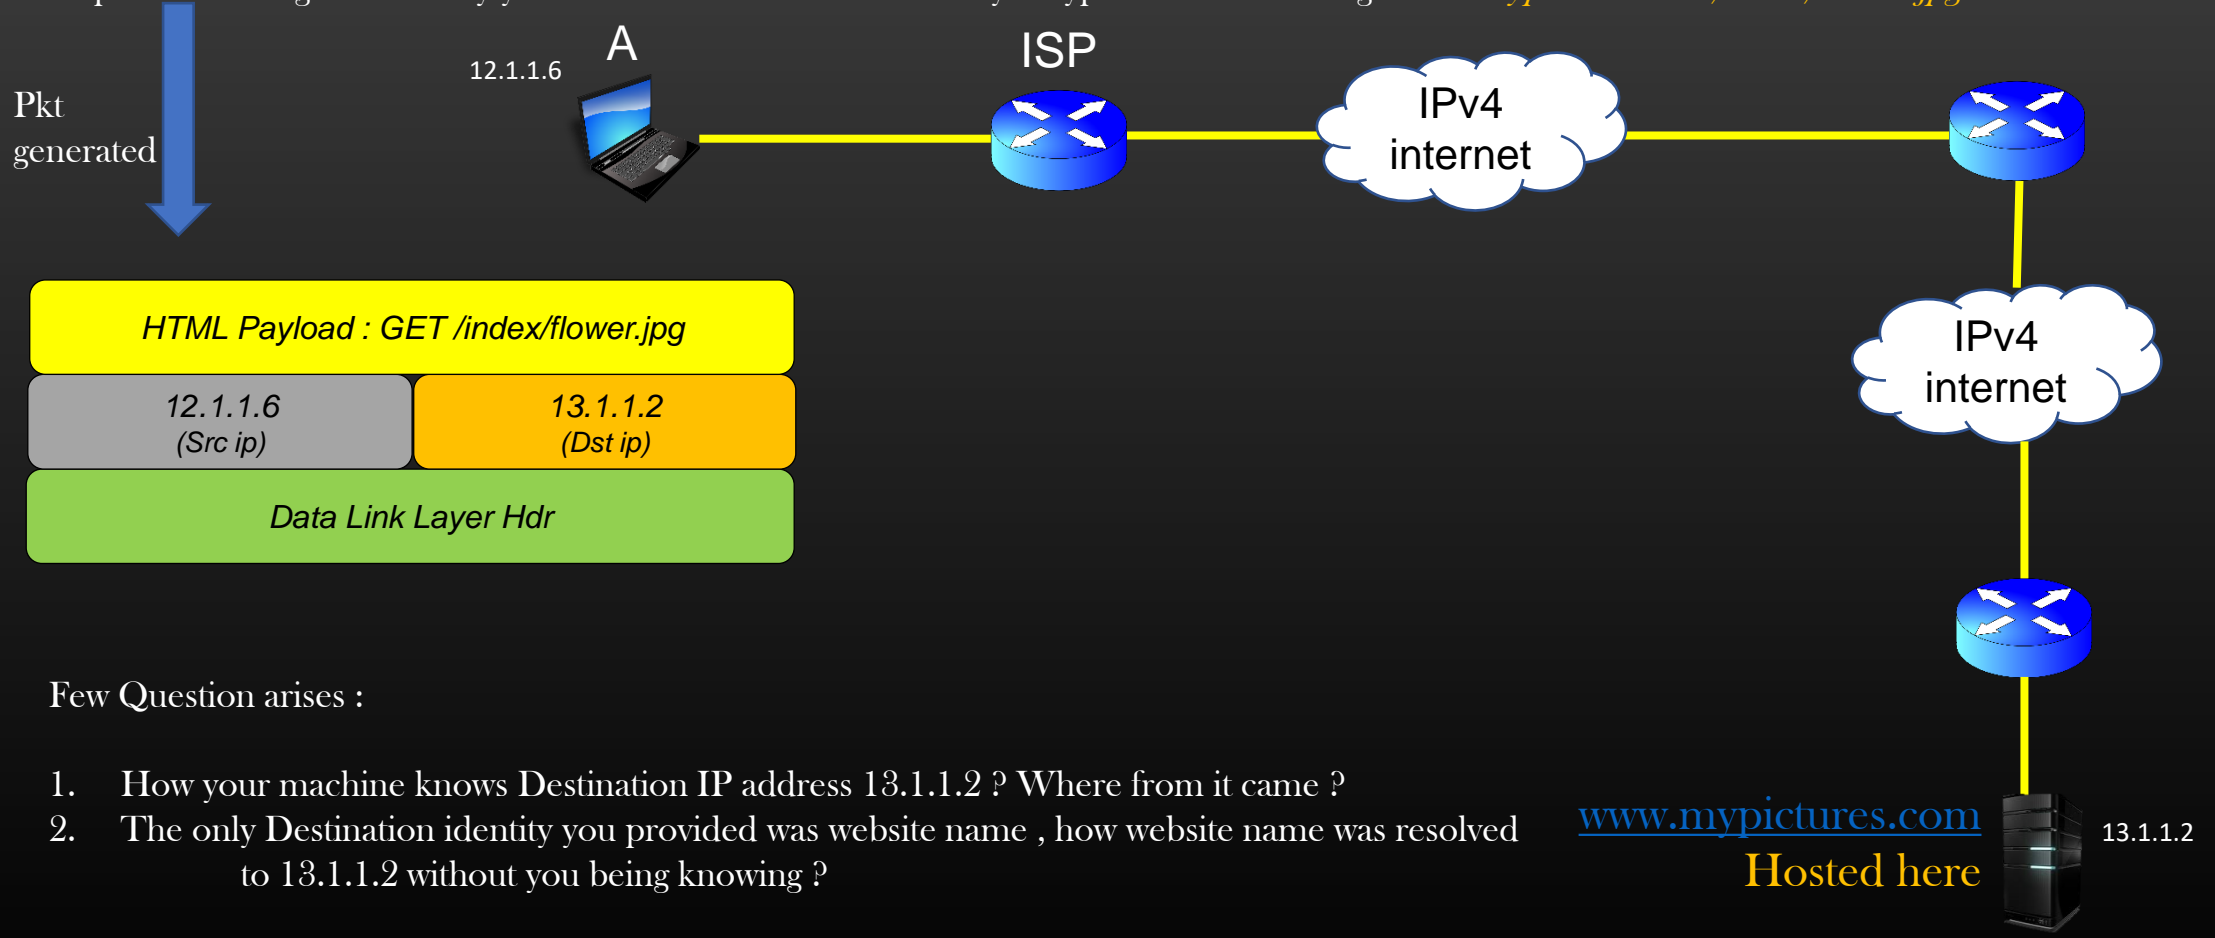 A
ISP
12.1.1.6
Pkt
generated
IPv4
internet
HTML Payload : GET /index/flower.jpg
12.1.1.6
(Src ip)
13.1.1.2
(Dst ip)
Data Link Layer Hdr
IPv4
internet
Few Question arises :
1. How your machine knows Destination IP address 13.1.1.2 ? Where from it came ?
2. The only Destination identity you provided was website name , how website name was resolved
to 13.1.1.2 without you being knowing ?
www.mypictures.com
Hosted here
13.1.1.2